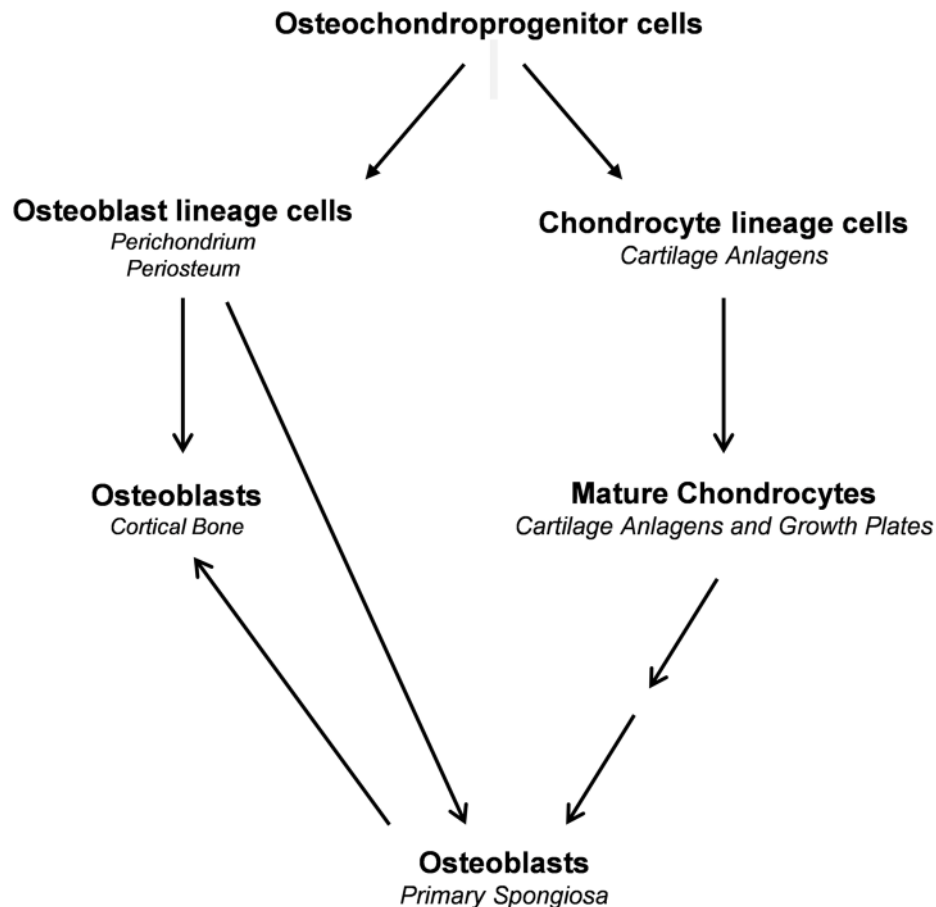 Osteochondroprogenitor cells
Osteoblast lineage cells
Perichondrium
Periosteum
Chondrocyte lineage cells
Cartilage Anlagens
Osteoblasts
Cortical Bone
Mature Chondrocytes
Cartilage Anlagens and Growth Plates
Osteoblasts
Primary Spongiosa